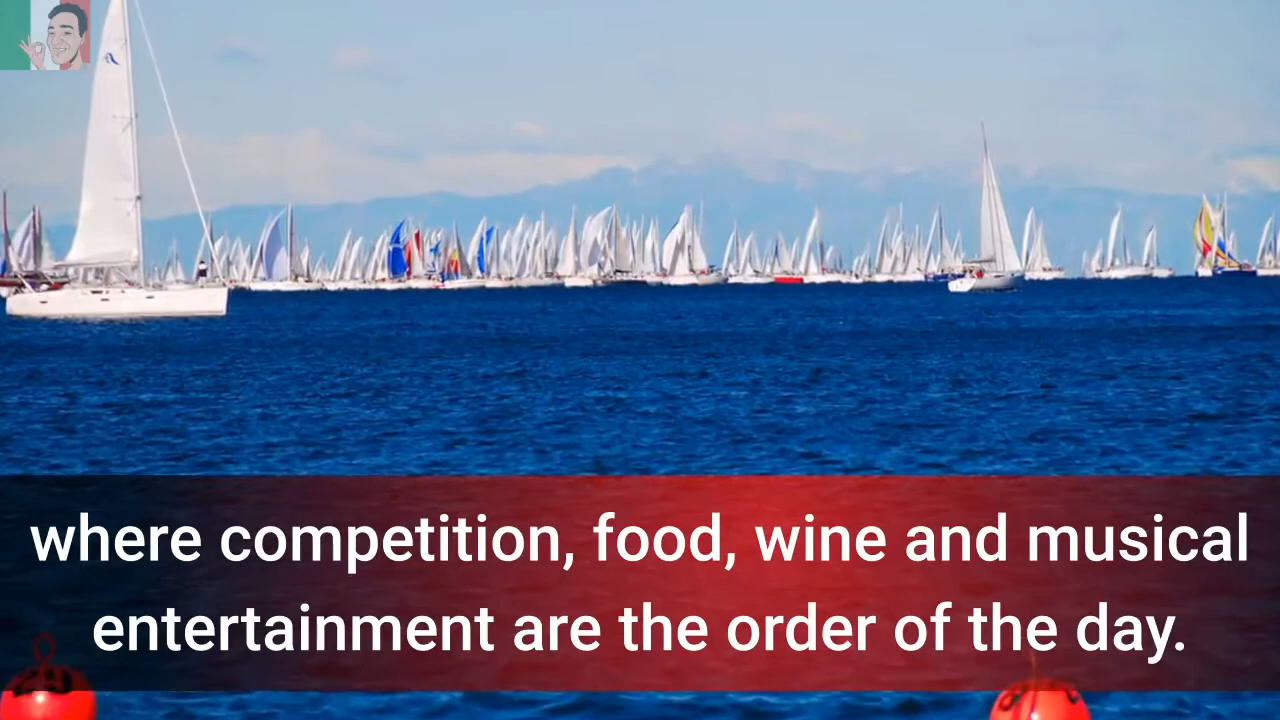 where competition, food, wine and musical
entertainment are the order of the day.